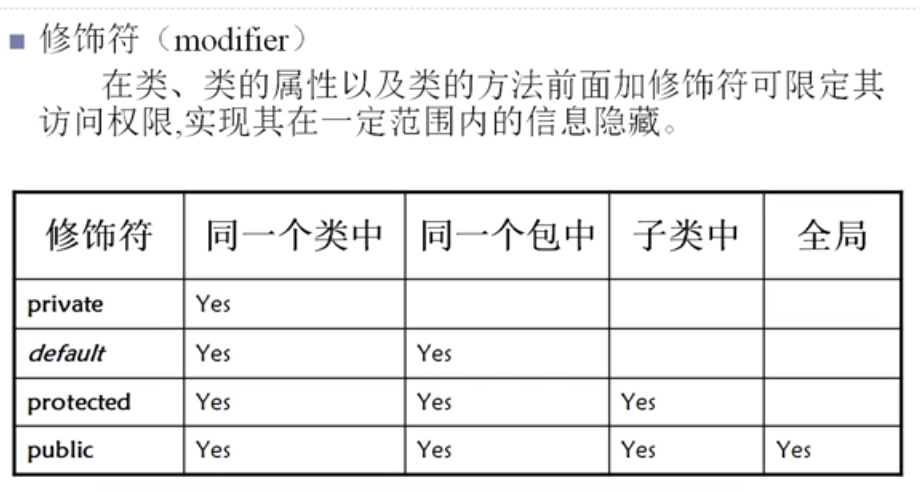 修饰符（modifier）
在类、类的属性以及类的方法前面加修饰符可限定其
访问权限,实现其在一定范围内的信息隐藏。
修饰符 同一个类中 同一个包中 子类中 全局
private Yes
default Yes Yes
protected Yes Yes Yes
public Yes Yes Yes Yes